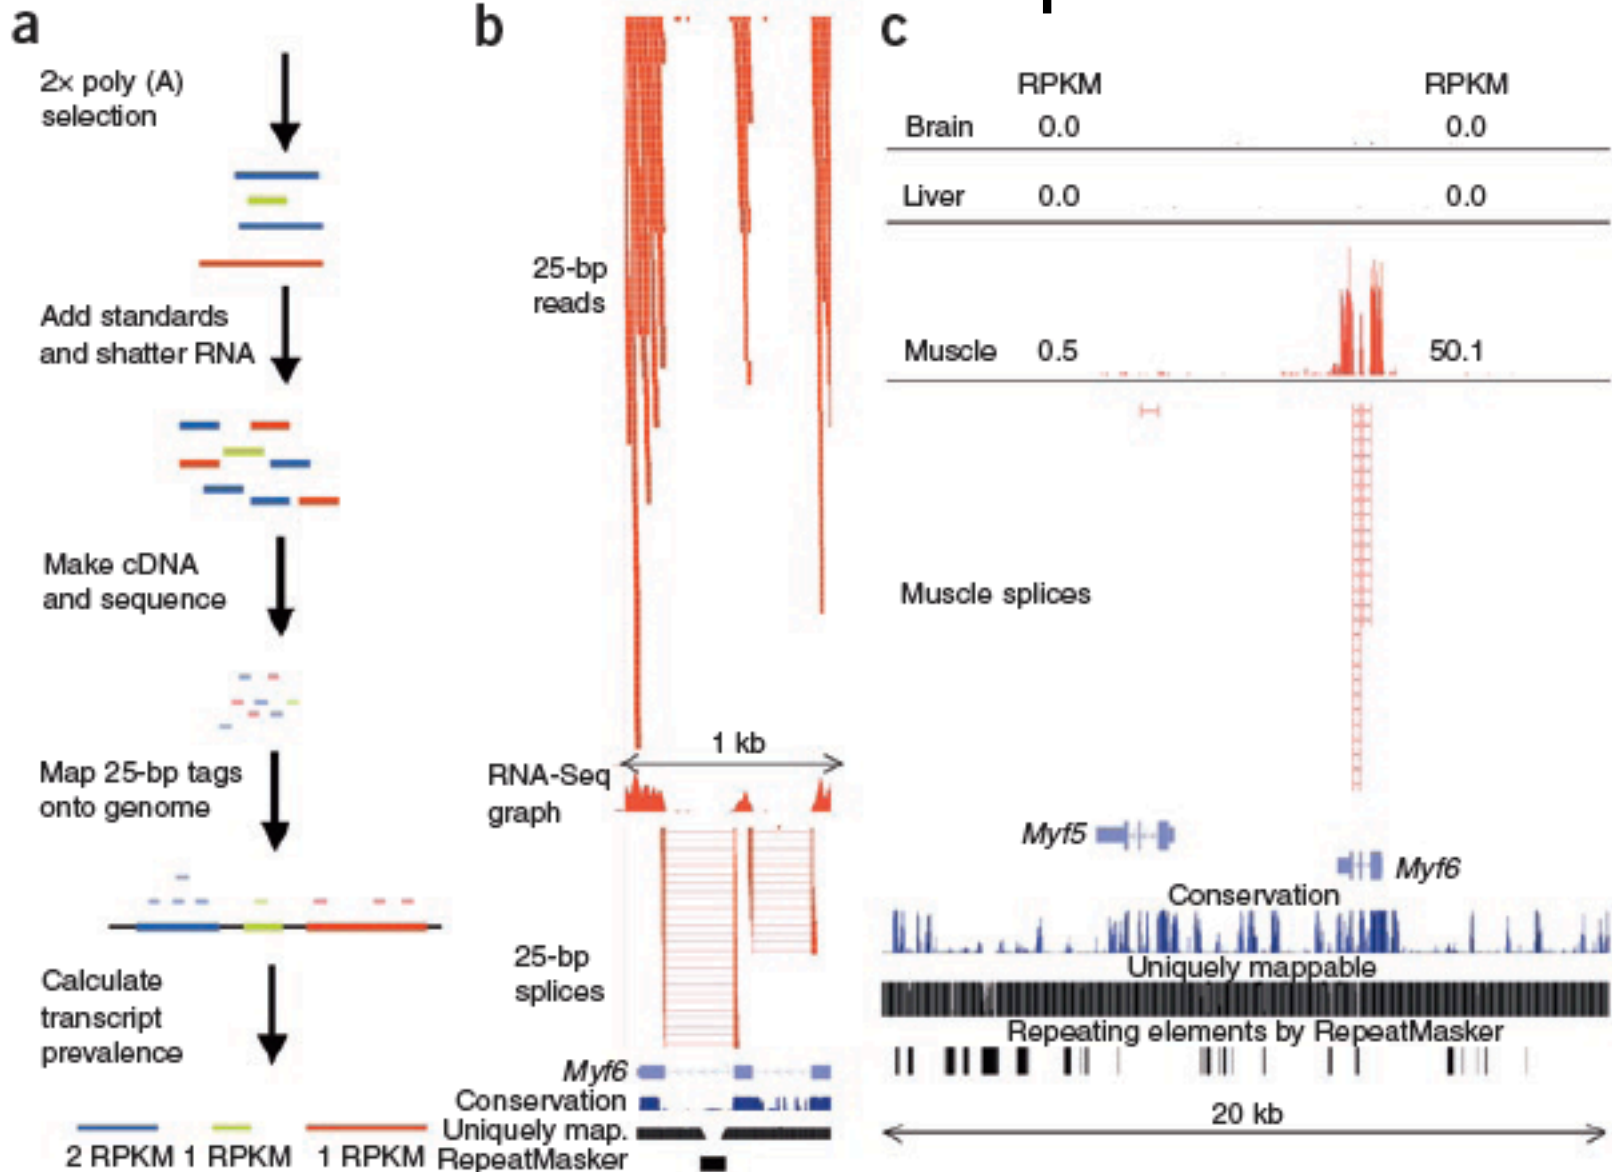 a
2× poly (A)
selection
Add standards
and shatter RNA
Make cDNA
and sequence
Map 25-bp tags
onto genome
Calculate
transcript
prevalence
2 RPKM 1 RPKM 1 RPKM
b
25-bp
reads
1 kb
RNA-Seq
graph
25-bp
splices
Myf6
Conservation
Uniquely map.
RepeatMasker
c
RPKM RPKM
Brain 0.0 0.0
Liver 0.0 0.0
Muscle 0.5 50.1
Muscle splices
Myf5
Myf6
Conservation
Uniquely mappable
Repeating elements by RepeatMasker
20 kb